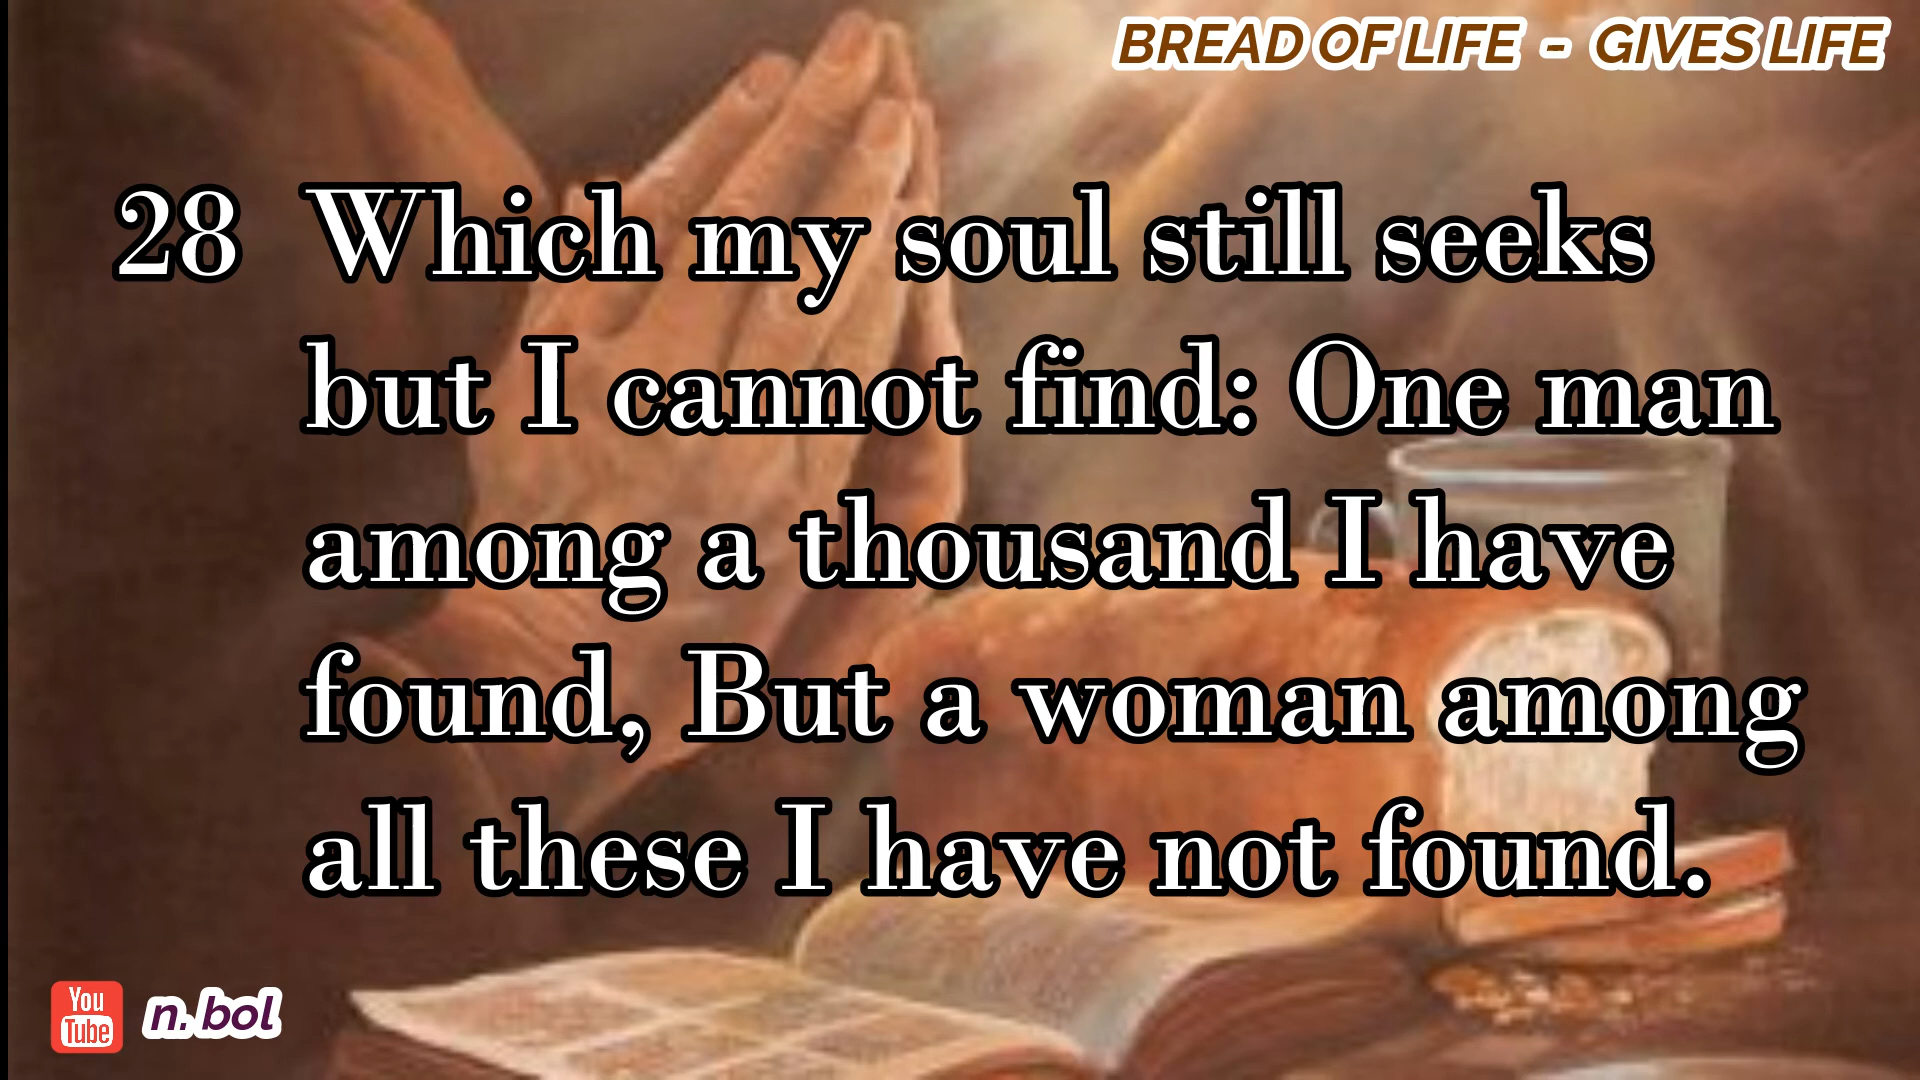 BREAD OF LIFE - GIVES LIFE
28 Which my soul still seeks
but I cannot find: One man
among a thousand I have
found, But a woman among
all these I have not found.
You
Tube
n. bol